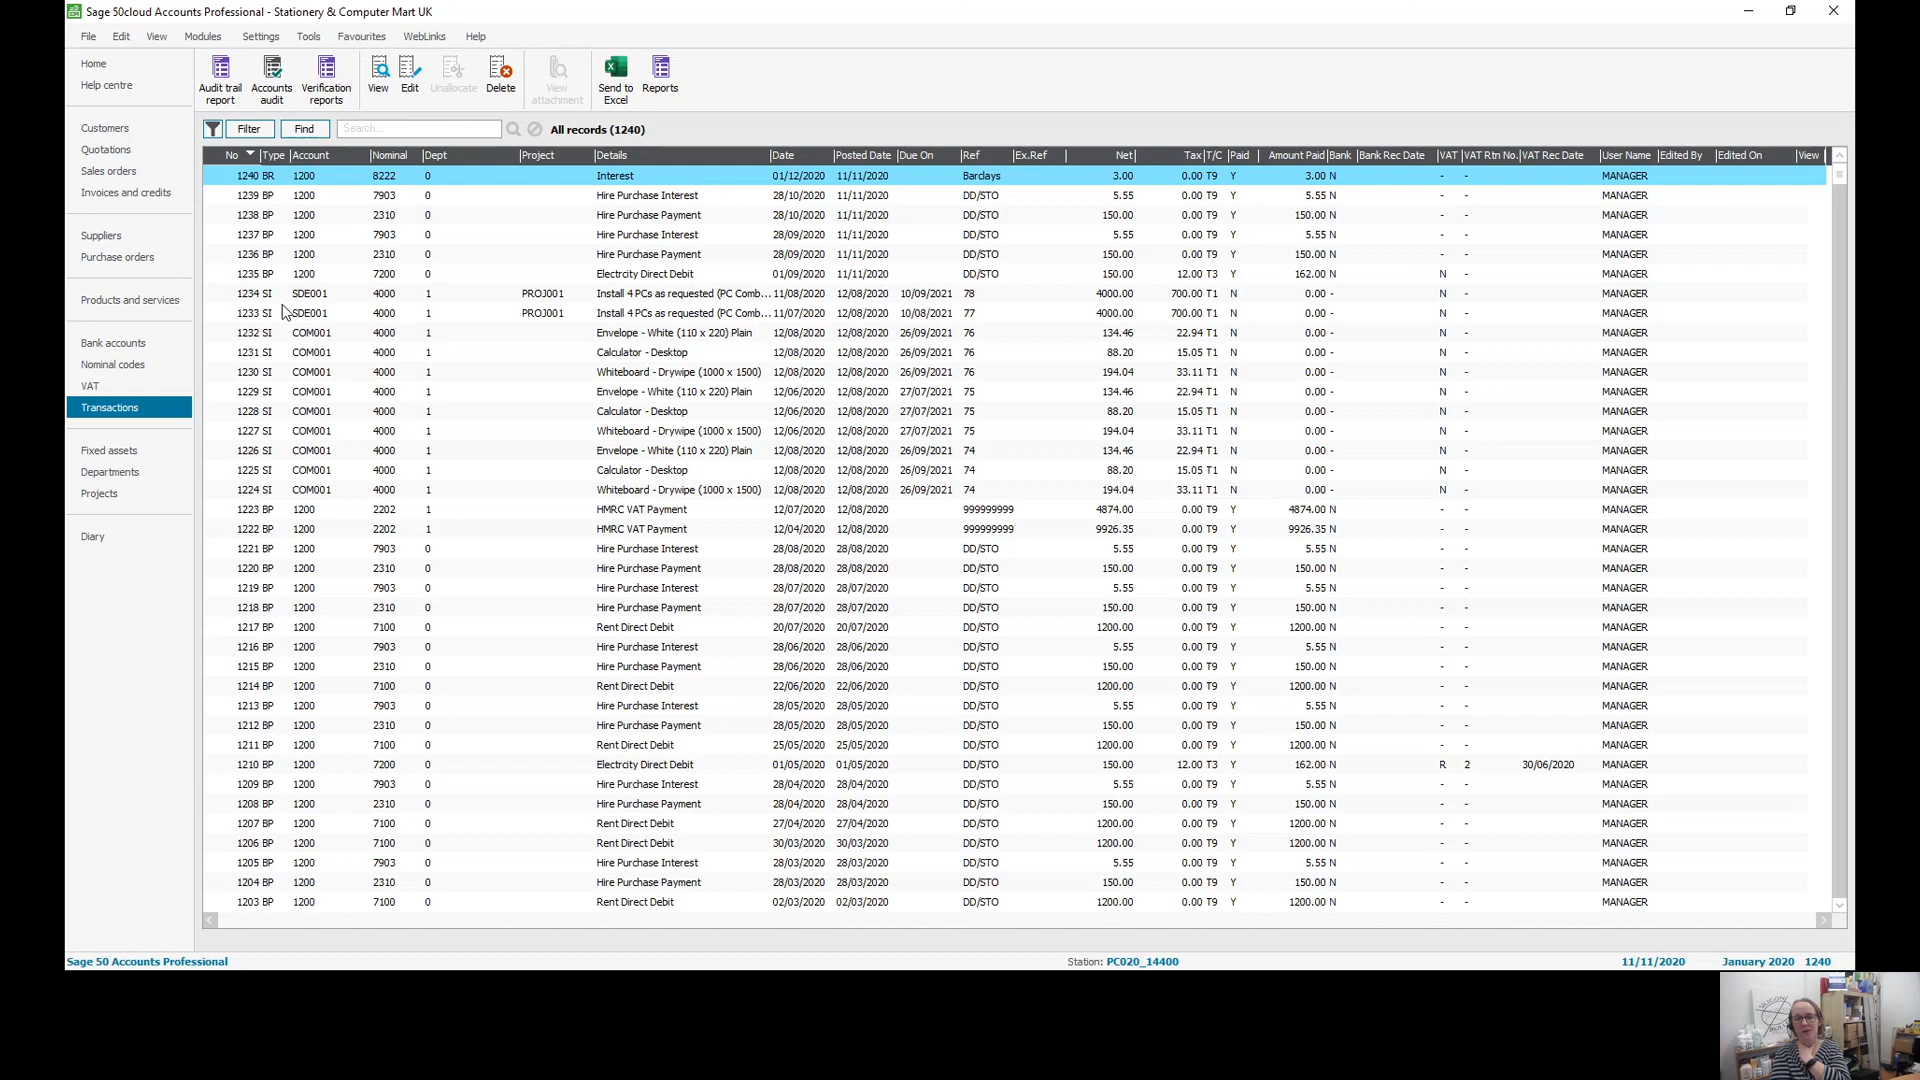 Sage 50cloud Accounts Professional - Stationery & Computer Mart UK
File Edit View Modules Settings Tools Favourites WebLinks Help
Home
Help centre
Customers
Quotations
Sales orders
Invoices and credits
Suppliers
Purchase orders
Products and services
Bank accounts
Nominal codes
VAT
Transactions
Fixed assets
Departments
Projects
Diary
Audit trail report Accounts audit Verification reports View Edit Unallocate Delete View attachment Send to Excel Reports
Filter Find Search... All records (1240)
No Type Account Nominal Dept Project Details Date Posted Date Due On Ref Ex.Ref Net Tax T/C Paid Amount Paid Bank Bank Rec Date VAT VAT Rtn No. VAT Rec Date User Name Edited By Edited On View
1240 BR 1200 8222 0 Interest 01/12/2020 11/11/2020 Barclays 3.00 0.00 T9 Y 3.00 N - - MANAGER
1239 BP 1200 7903 0 Hire Purchase Interest 28/10/2020 11/11/2020 DD/STO 5.55 0.00 T9 Y 5.55 N - - MANAGER
1238 BP 1200 2310 0 Hire Purchase Payment 28/10/2020 11/11/2020 DD/STO 150.00 0.00 T9 Y 150.00 N - - MANAGER
1237 BP 1200 7903 0 Hire Purchase Interest 28/09/2020 11/11/2020 DD/STO 5.55 0.00 T9 Y 5.55 N - - MANAGER
1236 BP 1200 2310 0 Hire Purchase Payment 28/09/2020 11/11/2020 DD/STO 150.00 0.00 T9 Y 150.00 N - - MANAGER
1235 BP 1200 7200 0 Electrcity Direct Debit 01/09/2020 11/11/2020 DD/STO 150.00 12.00 T3 Y 162.00 N N - MANAGER
1234 SI SDE001 4000 1 PROJ001 Install 4 PCs as requested (PC Comb... 11/08/2020 12/08/2020 10/09/2021 78 4000.00 700.00 T1 N 0.00 - N - MANAGER
1233 SI SDE001 4000 1 PROJ001 Install 4 PCs as requested (PC Comb... 11/07/2020 12/08/2020 10/08/2021 77 4000.00 700.00 T1 N 0.00 - N - MANAGER
1232 SI COM001 4000 1 Envelope - White (110 x 220) Plain 12/08/2020 12/08/2020 26/09/2021 76 134.46 22.94 T1 N 0.00 - N - MANAGER
1231 SI COM001 4000 1 Calculator - Desktop 12/08/2020 12/08/2020 26/09/2021 76 88.20 15.05 T1 N 0.00 - N - MANAGER
1230 SI COM001 4000 1 Whiteboard - Drywipe (1000 x 1500) 12/08/2020 12/08/2020 26/09/2021 76 194.04 33.11 T1 N 0.00 - N - MANAGER
1229 SI COM001 4000 1 Envelope - White (110 x 220) Plain 12/06/2020 12/08/2020 27/07/2021 75 134.46 22.94 T1 N 0.00 - N - MANAGER
1228 SI COM001 4000 1 Calculator - Desktop 12/06/2020 12/08/2020 27/07/2021 75 88.20 15.05 T1 N 0.00 - N - MANAGER
1227 SI COM001 4000 1 Whiteboard - Drywipe (1000 x 1500) 12/06/2020 12/08/2020 27/07/2021 75 194.04 33.11 T1 N 0.00 - N - MANAGER
1226 SI COM001 4000 1 Envelope - White (110 x 220) Plain 12/08/2020 12/08/2020 26/09/2021 74 134.46 22.94 T1 N 0.00 - N - MANAGER
1225 SI COM001 4000 1 Calculator - Desktop 12/08/2020 12/08/2020 26/09/2021 74 88.20 15.05 T1 N 0.00 - N - MANAGER
1224 SI COM001 4000 1 Whiteboard - Drywipe (1000 x 1500) 12/08/2020 12/08/2020 26/09/2021 74 194.04 33.11 T1 N 0.00 - N - MANAGER
1223 BP 1200 2202 1 HMRC VAT Payment 12/07/2020 12/08/2020 999999999 4874.00 0.00 T9 Y 4874.00 N - - MANAGER
1222 BP 1200 2202 1 HMRC VAT Payment 12/04/2020 12/08/2020 999999999 9926.35 0.00 T9 Y 9926.35 N - - MANAGER
1221 BP 1200 7903 0 Hire Purchase Interest 28/08/2020 28/08/2020 DD/STO 5.55 0.00 T9 Y 5.55 N - - MANAGER
1220 BP 1200 2310 0 Hire Purchase Payment 28/08/2020 28/08/2020 DD/STO 150.00 0.00 T9 Y 150.00 N - - MANAGER
1219 BP 1200 7903 0 Hire Purchase Interest 28/07/2020 28/07/2020 DD/STO 5.55 0.00 T9 Y 5.55 N - - MANAGER
1218 BP 1200 2310 0 Hire Purchase Payment 28/07/2020 28/07/2020 DD/STO 150.00 0.00 T9 Y 150.00 N - - MANAGER
1217 BP 1200 7100 0 Rent Direct Debit 20/07/2020 20/07/2020 DD/STO 1200.00 0.00 T9 Y 1200.00 N - - MANAGER
1216 BP 1200 7903 0 Hire Purchase Interest 28/06/2020 28/06/2020 DD/STO 5.55 0.00 T9 Y 5.55 N - - MANAGER
1215 BP 1200 2310 0 Hire Purchase Payment 28/06/2020 28/06/2020 DD/STO 150.00 0.00 T9 Y 150.00 N - - MANAGER
1214 BP 1200 7100 0 Rent Direct Debit 22/06/2020 22/06/2020 DD/STO 1200.00 0.00 T9 Y 1200.00 N - - MANAGER
1213 BP 1200 7903 0 Hire Purchase Interest 28/05/2020 28/05/2020 DD/STO 5.55 0.00 T9 Y 5.55 N - - MANAGER
1212 BP 1200 2310 0 Hire Purchase Payment 28/05/2020 28/05/2020 DD/STO 150.00 0.00 T9 Y 150.00 N - - MANAGER
1211 BP 1200 7100 0 Rent Direct Debit 25/05/2020 25/05/2020 DD/STO 1200.00 0.00 T9 Y 1200.00 N - - MANAGER
1210 BP 1200 7200 0 Electrcity Direct Debit 01/05/2020 01/05/2020 DD/STO 150.00 12.00 T3 Y 162.00 N R 2 30/06/2020 MANAGER
1209 BP 1200 7903 0 Hire Purchase Interest 28/04/2020 28/04/2020 DD/STO 5.55 0.00 T9 Y 5.55 N - - MANAGER
1208 BP 1200 2310 0 Hire Purchase Payment 28/04/2020 28/04/2020 DD/STO 150.00 0.00 T9 Y 150.00 N - - MANAGER
1207 BP 1200 7100 0 Rent Direct Debit 27/04/2020 27/04/2020 DD/STO 1200.00 0.00 T9 Y 1200.00 N - - MANAGER
1206 BP 1200 7100 0 Rent Direct Debit 30/03/2020 30/03/2020 DD/STO 1200.00 0.00 T9 Y 1200.00 N - - MANAGER
1205 BP 1200 7903 0 Hire Purchase Interest 28/03/2020 28/03/2020 DD/STO 5.55 0.00 T9 Y 5.55 N - - MANAGER
1204 BP 1200 2310 0 Hire Purchase Payment 28/03/2020 28/03/2020 DD/STO 150.00 0.00 T9 Y 150.00 N - - MANAGER
1203 BP 1200 7100 0 Rent Direct Debit 02/03/2020 02/03/2020 DD/STO 1200.00 0.00 T9 Y 1200.00 N - - MANAGER
Sage 50 Accounts Professional Station: PC020_14400 11/11/2020 January 2020 1240